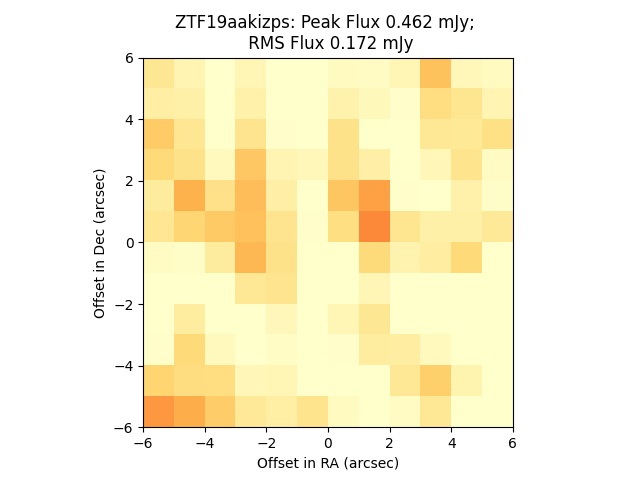 ZTF19aakizps: Peak Flux 0.462 mJy;
RMS Flux 0.172 mJy
6
4
2
0
−2
−4
−6
Offset in Dec (arcsec)
−6 −4 −2 0 2 4 6
Offset in RA (arcsec)